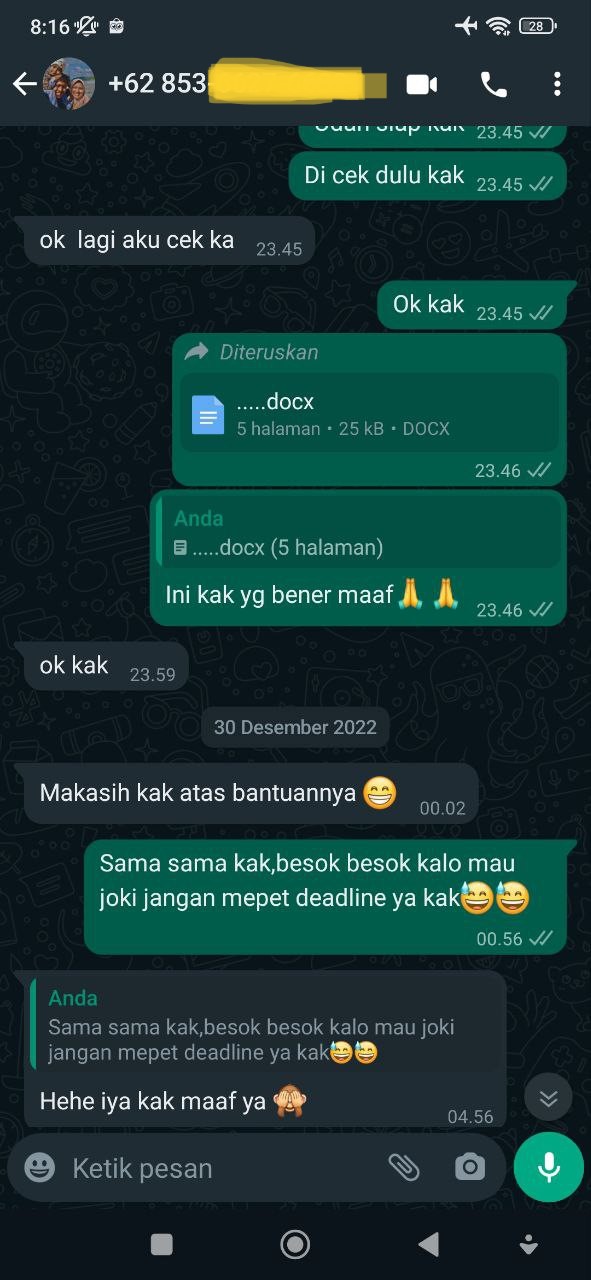 8:16
28
+62 853-
Udah siap kak 23.45
Di cek dulu kak 23.45
ok lagi aku cek ka 23.45
Ok kak 23.45
Diteruskan
.....docx
5 halaman • 25 kB • DOCX
23.46
Anda
.....docx (5 halaman)
Ini kak yg bener maaf🙏🙏 23.46
ok kak 23.59
30 Desember 2022
Makasih kak atas bantuannya 😁 00.02
Sama sama kak,besok besok kalo mau
joki jangan mepet deadline ya kak😅😅
00.56
Anda
Sama sama kak,besok besok kalo mau joki
jangan mepet deadline ya kak😅😅
Hehe iya kak maaf ya 🙈 04.56
Ketik pesan